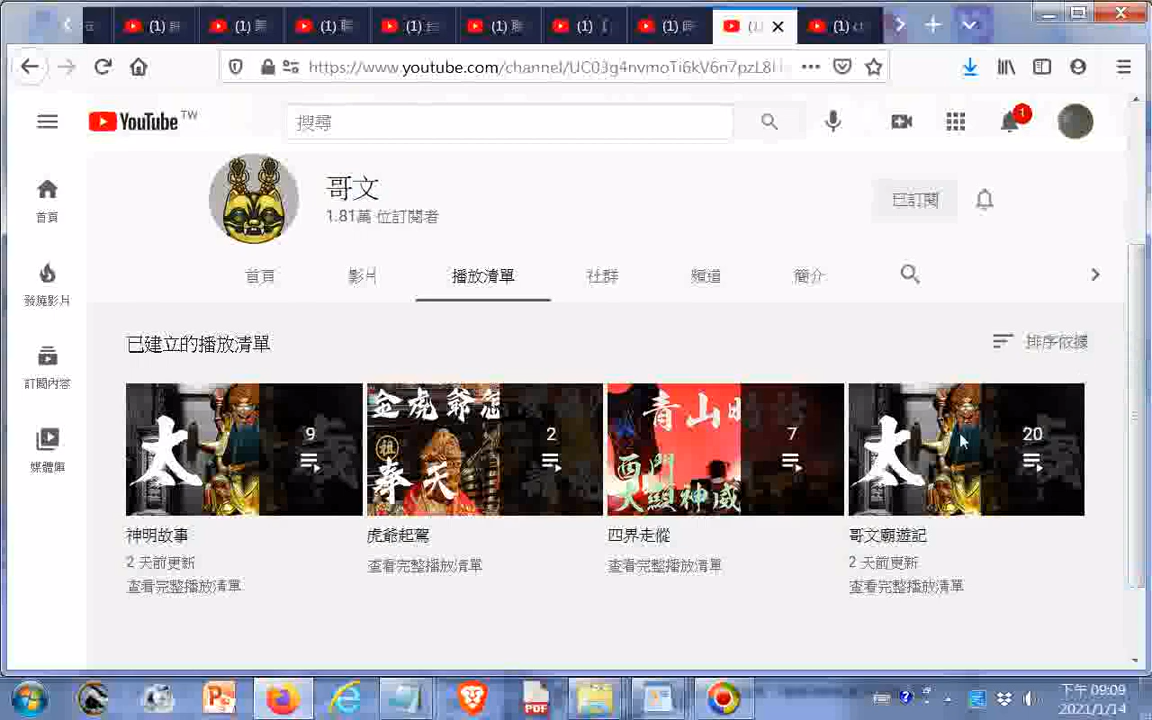 (1)
(1)
(1)
(1)
(1)
(1)
(1)
https://www.youtube.com/channel/UC03g4nvmoTi6kV6n7pzL8
YouTube TW
搜尋
1
哥文
1.81萬 位訂閱者
已訂閱
首頁
影片
播放清單
社群
頻道
簡介
首頁
發燒影片
訂閱內容
媒體庫
已建立的播放清單
排序依據
太
9
金虎爺怎
祖
奉天
2
青山
西門
大顯神威
7
太
20
神明故事
2 天前更新
查看完整播放清單
虎爺起駕
查看完整播放清單
四界走傱
查看完整播放清單
哥文廟遊記
2 天前更新
查看完整播放清單
PDF
下午 09:09
2021/1/14